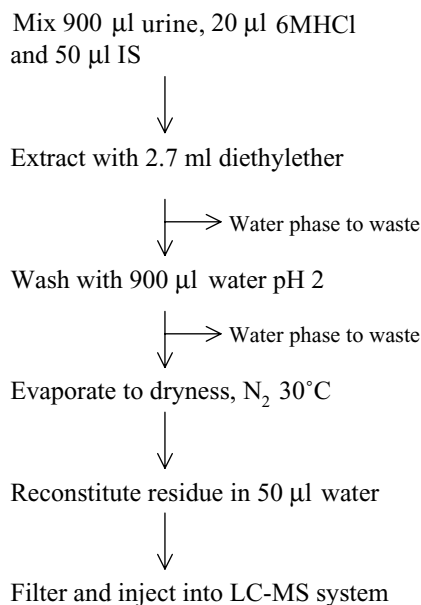 Mix 900 μl urine, 20 μl 6MHCl
and 50 μl IS
Extract with 2.7 ml diethylether
Water phase to waste
Wash with 900 μl water pH 2
Water phase to waste
Evaporate to dryness, N₂ 30˚C
Reconstitute residue in 50 μl water
Filter and inject into LC-MS system